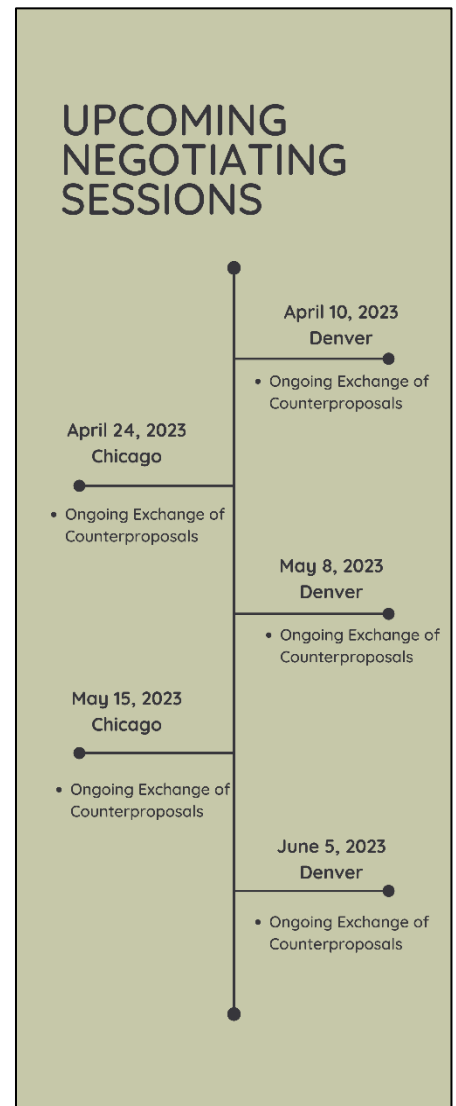 UPCOMING
NEGOTIATING
SESSIONS
April 10, 2023
Denver
• Ongoing Exchange of
Counterproposals
April 24, 2023
Chicago
• Ongoing Exchange of
Counterproposals
May 8, 2023
Denver
• Ongoing Exchange of
Counterproposals
May 15, 2023
Chicago
• Ongoing Exchange of
Counterproposals
June 5, 2023
Denver
• Ongoing Exchange of
Counterproposals